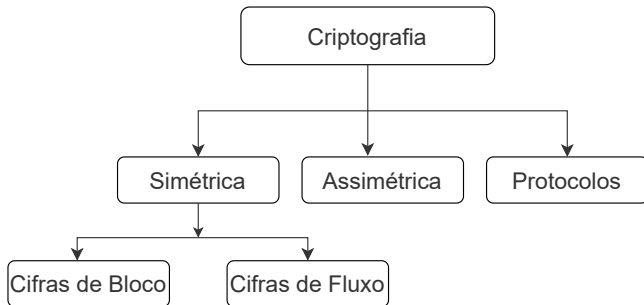 Criptografia
Simétrica
Assimétrica
Protocolos
Cifras de Bloco
Cifras de Fluxo